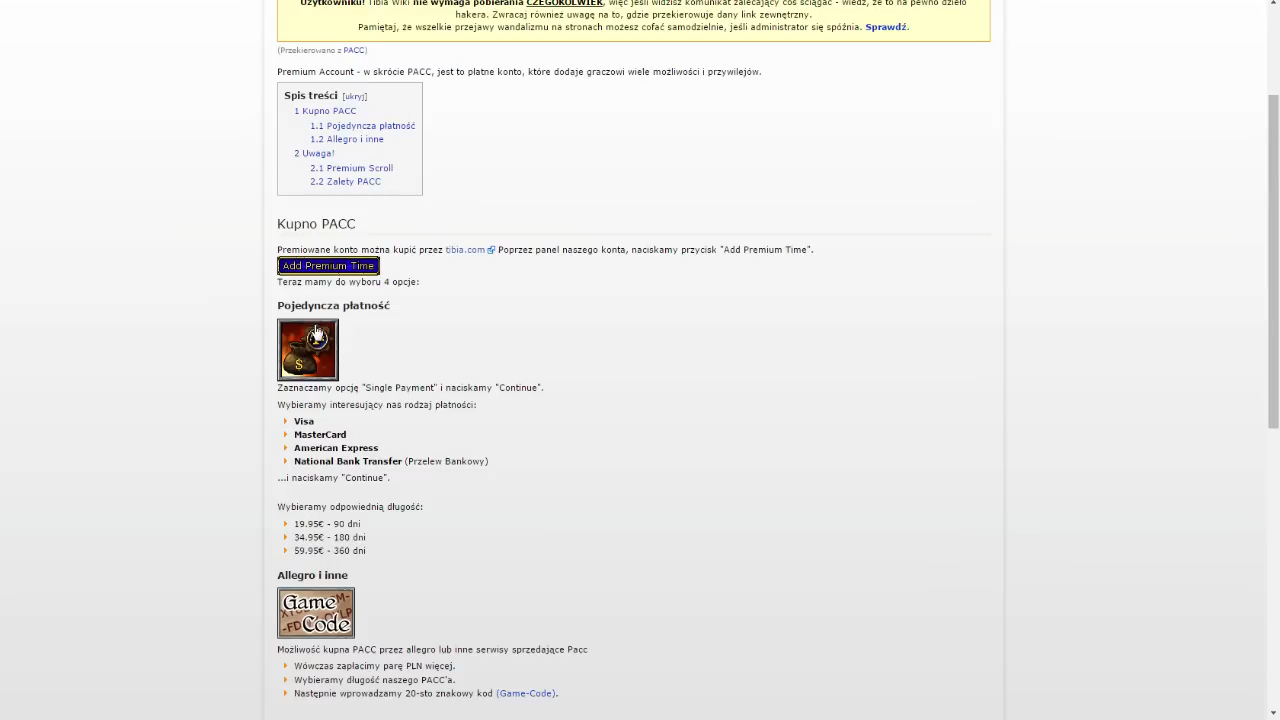 Użytkowniku! Tibia Wiki nie wymaga pobierania CZEGOKOLWIEK, więc jeśli widzisz komunikat zalecający coś ściągać - wiedz, że to na pewno dzieło
hakera. Zwracaj również uwagę na to, gdzie przekierowuje dany link zewnętrzny.
Pamiętaj, że wszelkie przejawy wandalizmu na stronach możesz cofać samodzielnie, jeśli administrator się spóźnia. Sprawdź.
(Przekierowano z PACC)
Premium Account - w skrócie PACC, jest to płatne konto, które dodaje graczowi wiele możliwości i przywilejów.
Spis treści [ukryj]
1 Kupno PACC
1.1 Pojedyncza płatność
1.2 Allegro i inne
2 Uwaga!
2.1 Premium Scroll
2.2 Zalety PACC
Kupno PACC
Premiowane konto można kupić przez tibia.com Poprzez panel naszego konta, naciskamy przycisk "Add Premium Time".
Add Premium Time
Teraz mamy do wyboru 4 opcje:
Pojedyncza płatność
$
Zaznaczamy opcję "Single Payment" i naciskamy "Continue".
Wybieramy interesujący nas rodzaj płatności:
Visa
MasterCard
American Express
National Bank Transfer (Przelew Bankowy)
...i naciskamy "Continue".
Wybieramy odpowiednią długość:
19.95€ - 90 dni
34.95€ - 180 dni
59.95€ - 360 dni
Allegro i inne
Game
Code
Możliwość kupna PACC przez allegro lub inne serwisy sprzedające Pacc
Wówczas zapłacimy parę PLN więcej.
Wybieramy długość naszego PACC'a.
Następnie wprowadzamy 20-sto znakowy kod (Game-Code).